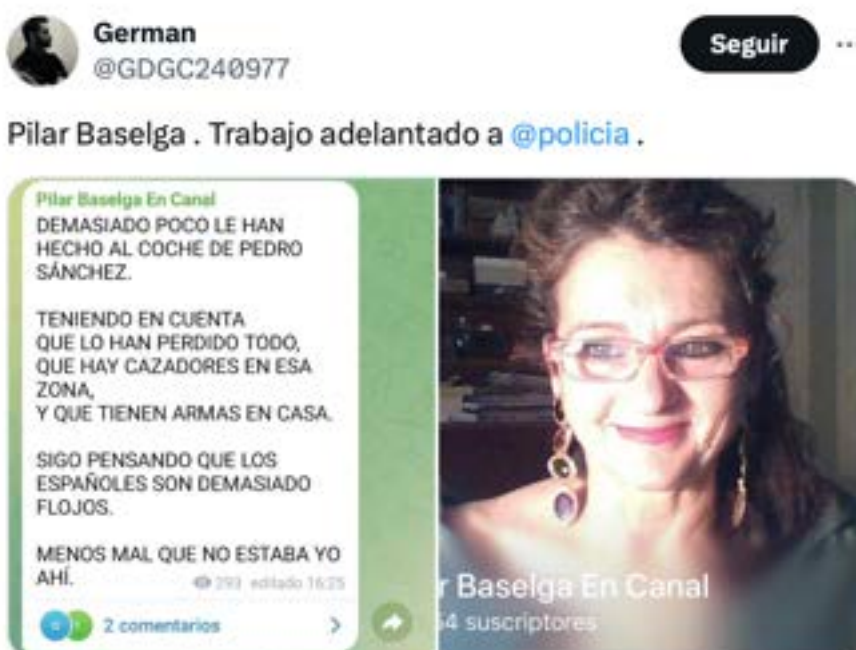 German
@GDGC240977
Seguir
Pilar Baselga . Trabajo adelantado a @policia .
Pilar Baselga En Canal
DEMASIADO POCO LE HAN
HECHO AL COCHE DE PEDRO
SÁNCHEZ.
TENIENDO EN CUENTA
QUE LO HAN PERDIDO TODO,
QUE HAY CAZADORES EN ESA
ZONA,
Y QUE TIENEN ARMAS EN CASA.
SIGO PENSANDO QUE LOS
ESPAÑOLES SON DEMASIADO
FLOJOS.
MENOS MAL QUE NO ESTABA YO
AHÍ.
293 editado 16:25
2 comentarios
r Baselga En Canal
54 suscriptores